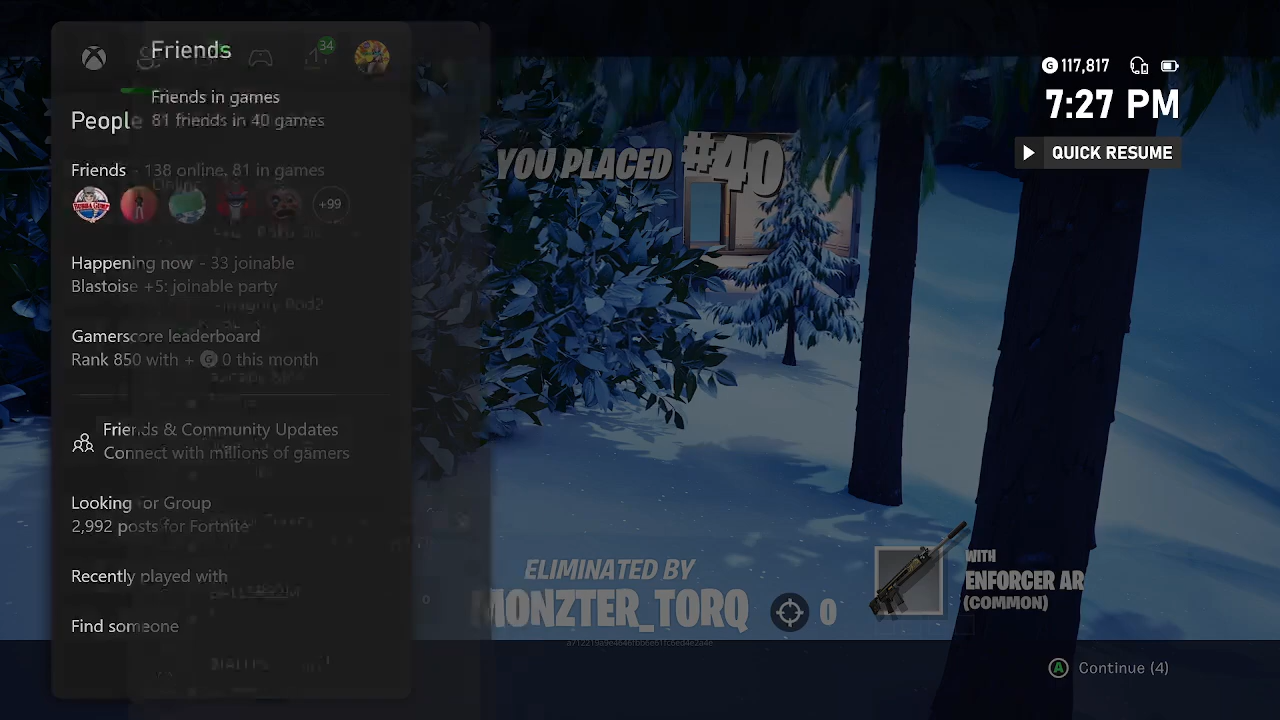 34
Friends
Friends in games
81 friends in 40 games
People
Friends - 138 online, 81 in games
+99
Happening now - 33 joinable
Blastoise +5: joinable party
Gamerscore leaderboard
Rank 850 with + G 0 this month
Friends & Community Updates
Connect with millions of gamers
Looking or Group
2,992 posts for Fortnite
Recently played with
Find someone
G 117,817
7:27 PM
QUICK RESUME
YOU PLACED #40
ELIMINATED BY
MONZTER_TORQ
0
WITH
ENFORCER AR
(COMMON)
A Continue (4)